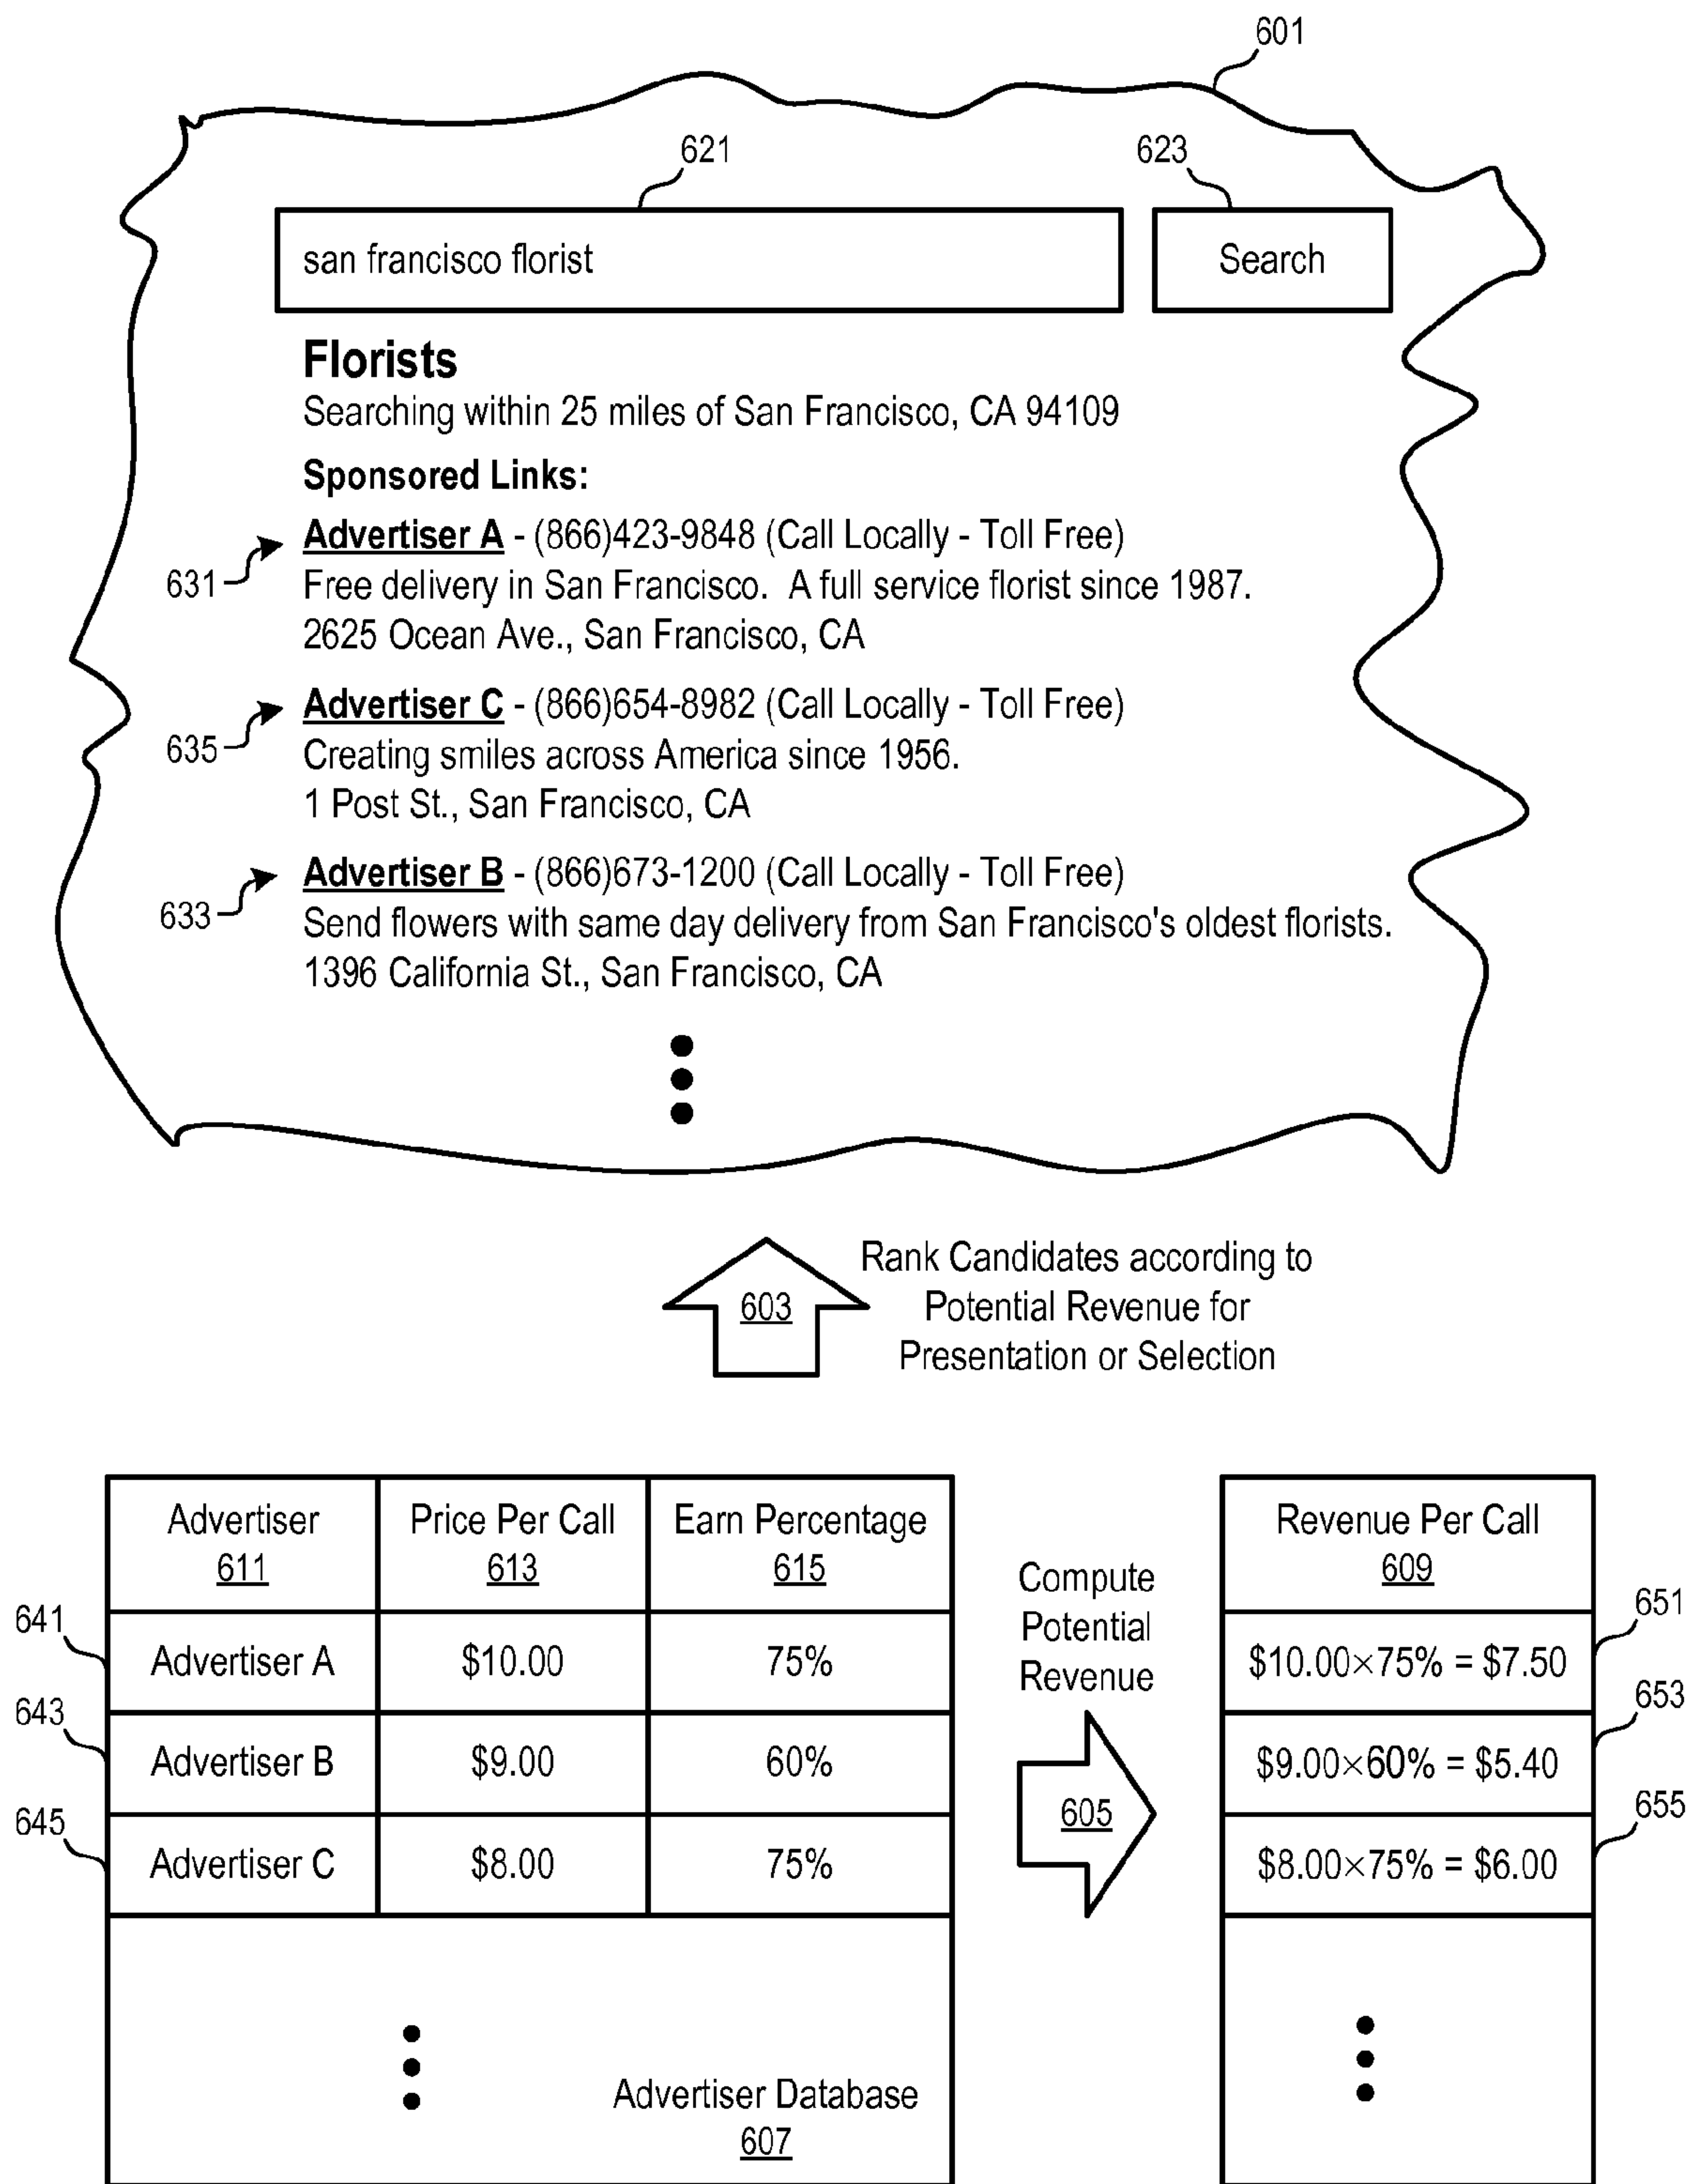 601
621
623
san francisco florist
Search
Florists
Searching within 25 miles of San Francisco, CA 94109
Sponsored Links:
Advertiser A - (866)423-9848 (Call Locally - Toll Free)
631
Free delivery in San Francisco.  A full service florist since 1987.
2625 Ocean Ave., San Francisco, CA
Advertiser C - (866)654-8982 (Call Locally - Toll Free)
635
Creating smiles across America since 1956.
1 Post St., San Francisco, CA
Advertiser B - (866)673-1200 (Call Locally - Toll Free)
633
Send flowers with same day delivery from San Francisco's oldest florists.
1396 California St., San Francisco, CA
603
Rank Candidates according to
Potential Revenue for
Presentation or Selection
Advertiser
611
Price Per Call
613
Earn Percentage
615
641
Advertiser A
$10.00
75%
643
Advertiser B
$9.00
60%
645
Advertiser C
$8.00
75%
Advertiser Database
607
Compute
Potential
Revenue
605
Revenue Per Call
609
651
$10.00×75% = $7.50
653
$9.00×60% = $5.40
655
$8.00×75% = $6.00